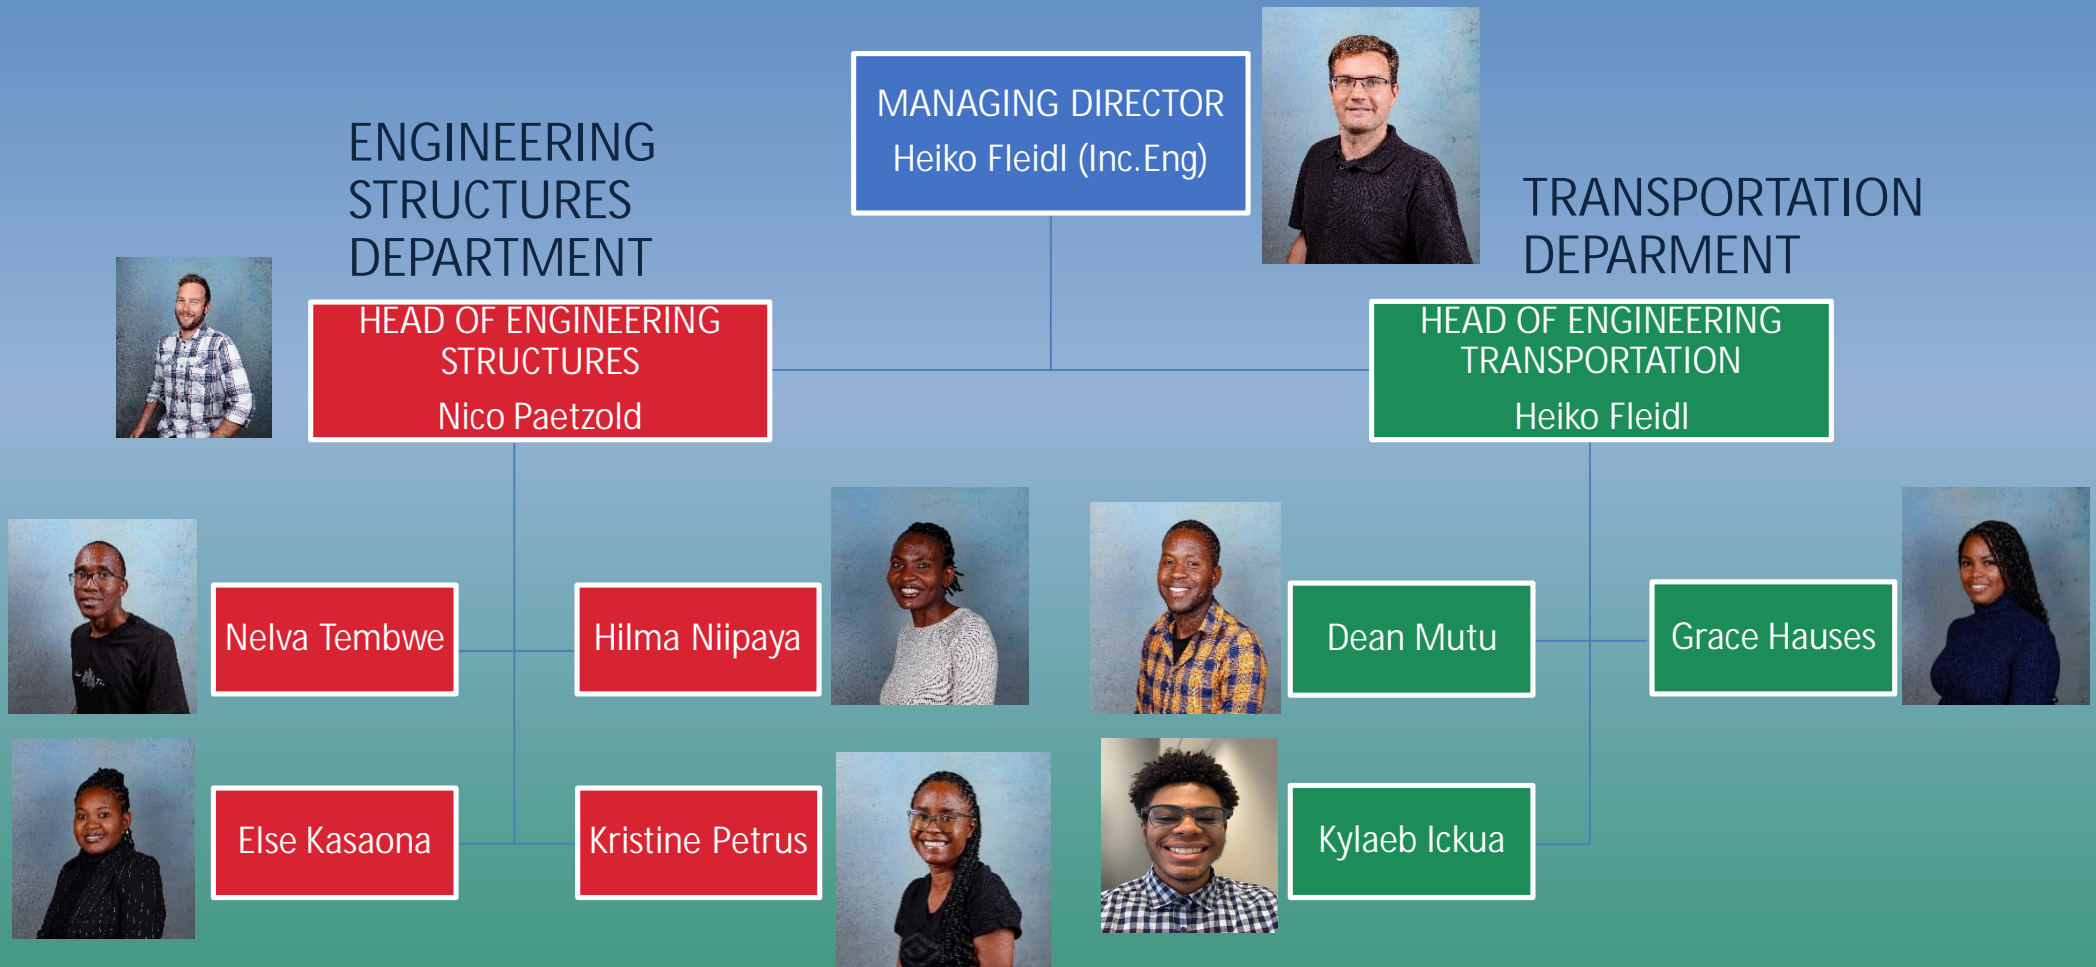 MANAGING DIRECTOR
Heiko Fleidl (Inc.Eng)
ENGINEERING
STRUCTURES
DEPARTMENT
TRANSPORTATION
DEPARMENT
HEAD OF ENGINEERING
STRUCTURES
Nico Paetzold
HEAD OF ENGINEERING
TRANSPORTATION
Heiko Fleidl
Nelva Tembwe
Hilma Niipaya
Dean Mutu
Grace Hauses
Else Kasaona
Kristine Petrus
Kylaeb Ickua